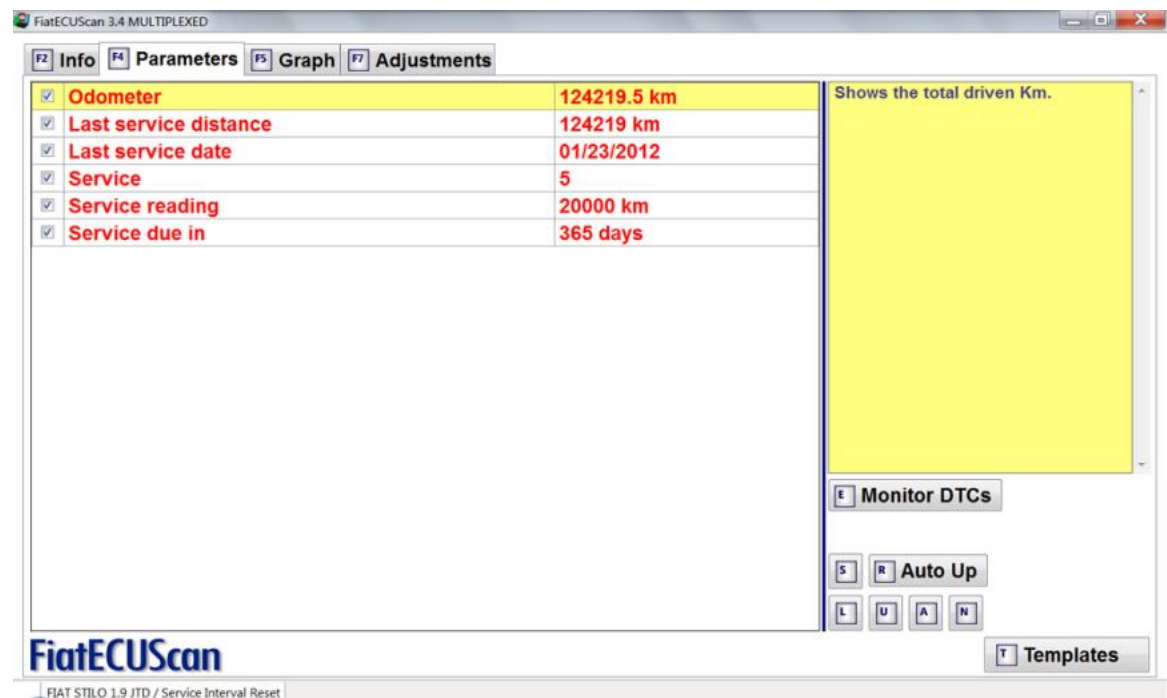 FiatECUScan 3.4 MULTIPLEXED
F2 Info F4 Parameters F5 Graph F7 Adjustments
Odometer 124219.5 km
Last service distance 124219 km
Last service date 01/23/2012
Service 5
Service reading 20000 km
Service due in 365 days
Shows the total driven Km.
E Monitor DTCs
S R Auto Up
L U A N
FiatECUScan
T Templates
FIAT STILO 1.9 JTD / Service Interval Reset